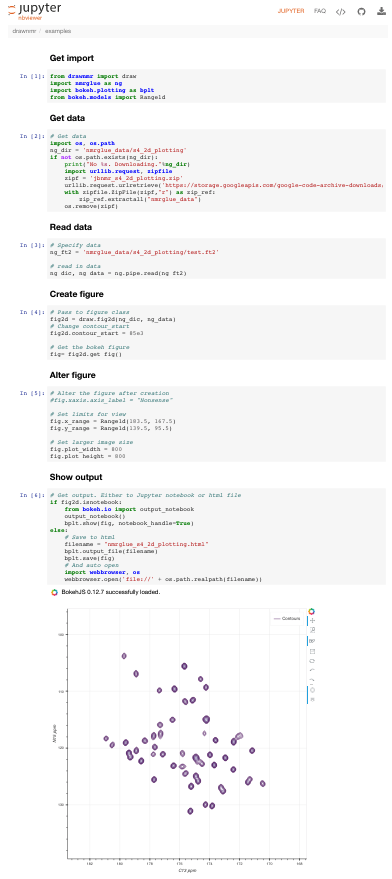 jupyter
nbviewer
JUPYTER FAQ </>
drawnmr / examples
Get import
In [1]: from drawnmr import draw
import nmrglue as ng
import bokeh.plotting as bplt
from bokeh.models import Range1d
Get data
In [2]: # Get data
import os, os.path
ng_dir = 'nmrglue_data/s4_2d_plotting'
if not os.path.exists(ng_dir):
print("No %s. Downloading."%ng_dir)
import urllib.request, zipfile
zipf = 'jbnmr_s4_2d_plotting.zip'
urllib.request.urlretrieve('https://storage.googleapis.com/google-code-archive-downloads.
with zipfile.ZipFile(zipf,"r") as zip_ref:
zip_ref.extractall("nmrglue_data")
os.remove(zipf)
Read data
In [3]: # Specify data
ng_ft2 = 'nmrglue_data/s4_2d_plotting/test.ft2'
# read in data
ng_dic, ng_data = ng.pipe.read(ng_ft2)
Create figure
In [4]: # Pass to figure class
fig2d = draw.fig2d(ng_dic, ng_data)
# Change contour_start
fig2d.contour_start = 85e3
# Get the bokeh figure
fig= fig2d.get_fig()
Alter figure
In [5]: # Alter the figure after creation
#fig.xaxis.axis_label = "Nonsense"
# Set limits for view
fig.x_range = Range1d(183.5, 167.5)
fig.y_range = Range1d(139.5, 95.5)
# Set larger image size
fig.plot_width = 800
fig.plot_height = 800
Show output
In [6]: # Get output. Either to Jupyter notebook or html file
if fig2d.isnotebook:
from bokeh.io import output_notebook
output_notebook()
bplt.show(fig, notebook_handle=True)
else:
# Save to html
filename = "nmrglue_s4_2d_plotting.html"
bplt.output_file(filename)
bplt.save(fig)
# And auto open
import webbrowser, os
webbrowser.open('file://' + os.path.realpath(filename))
BokehJS 0.12.7 successfully loaded.
Contours